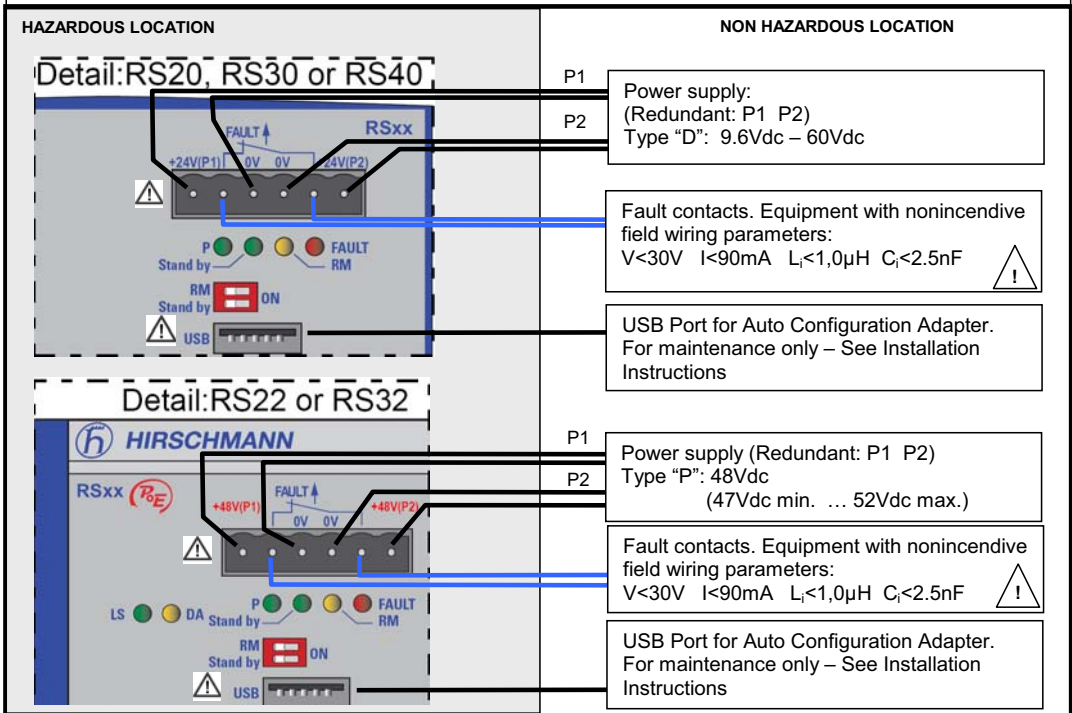 HAZARDOUS LOCATION
NON HAZARDOUS LOCATION
Detail:RS20, RS30 or RS40
RSxx
FAULT
+24V(P1) 0V 0V +24V(P2)
P
Stand by
FAULT
RM
RM
Stand by
ON
USB
P1
P2
Power supply:
(Redundant: P1 P2)
Type “D”: 9.6Vdc – 60Vdc
Fault contacts. Equipment with nonincendive
field wiring parameters:
V<30V I<90mA Li<1,0µH Ci<2.5nF
!
USB Port for Auto Configuration Adapter.
For maintenance only – See Installation
Instructions
Detail:RS22 or RS32
HIRSCHMANN
RSxx PoE
FAULT
+48V(P1) 0V 0V +48V(P2)
LS DA
P
Stand by
FAULT
RM
RM
Stand by
ON
USB
P1
P2
Power supply (Redundant: P1 P2)
Type “P”: 48Vdc
(47Vdc min. … 52Vdc max.)
Fault contacts. Equipment with nonincendive
field wiring parameters:
V<30V I<90mA Li<1,0µH Ci<2.5nF
!
USB Port for Auto Configuration Adapter.
For maintenance only – See Installation
Instructions